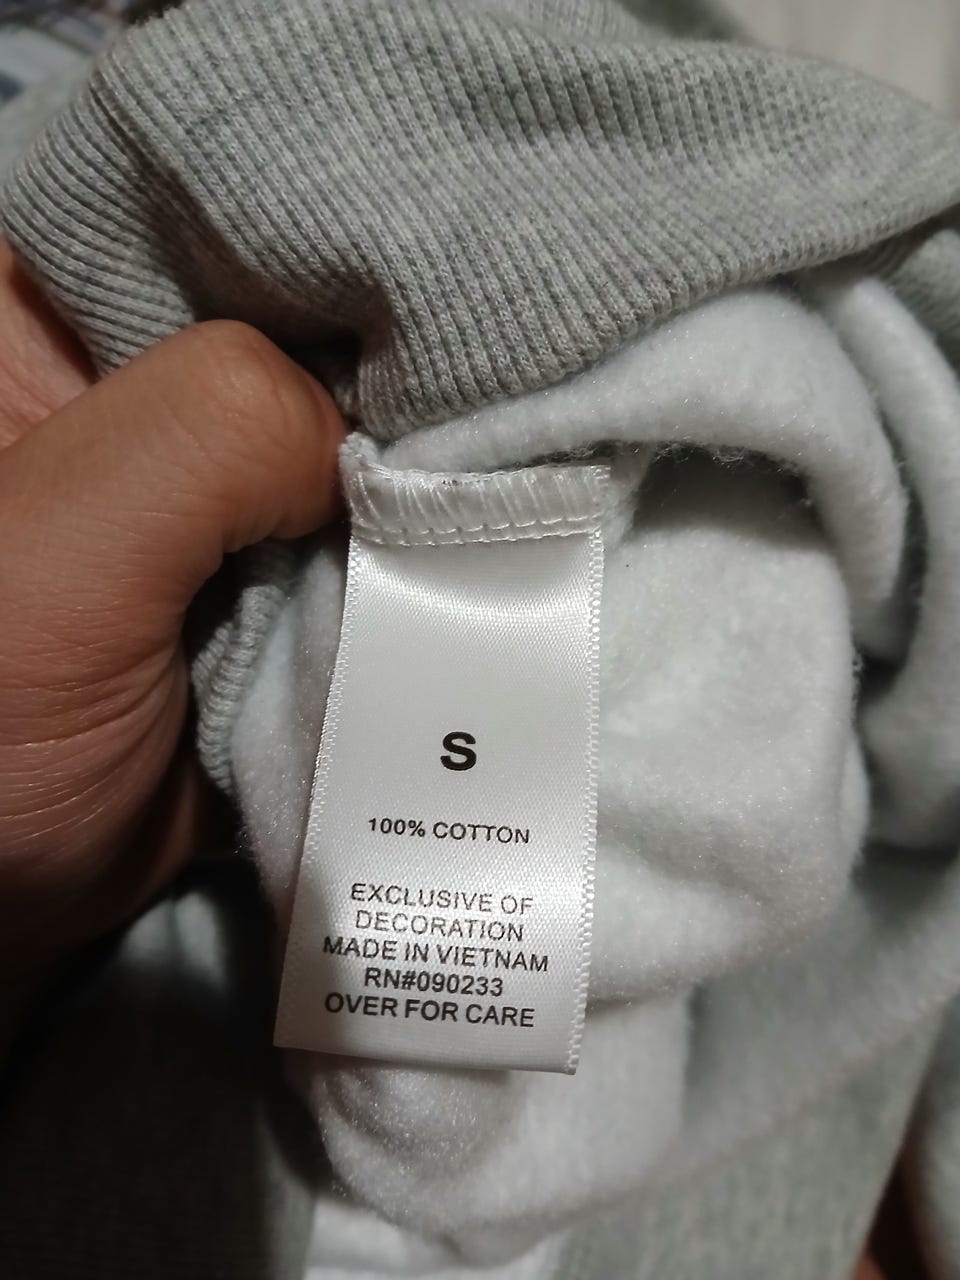 S
100% COTTON
EXCLUSIVE OF
DECORATION
MADE IN VIETNAM
RN#090233
OVER FOR CARE